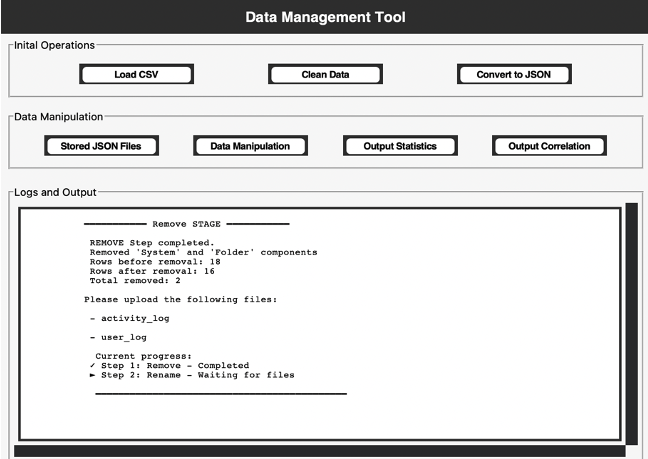 Data Management Tool
Inital Operations
Load CSV
Clean Data
Convert to JSON
Data Manipulation
Stored JSON Files
Data Manipulation
Output Statistics
Output Correlation
Logs and Output
Remove STAGE
REMOVE Step completed.
Removed 'System' and 'Folder' components
Rows before removal: 18
Rows after removal: 16
Total removed: 2
Please upload the following files:
- activity_log
- user_log
Current progress:
✓ Step 1: Remove - Completed
► Step 2: Rename - Waiting for files